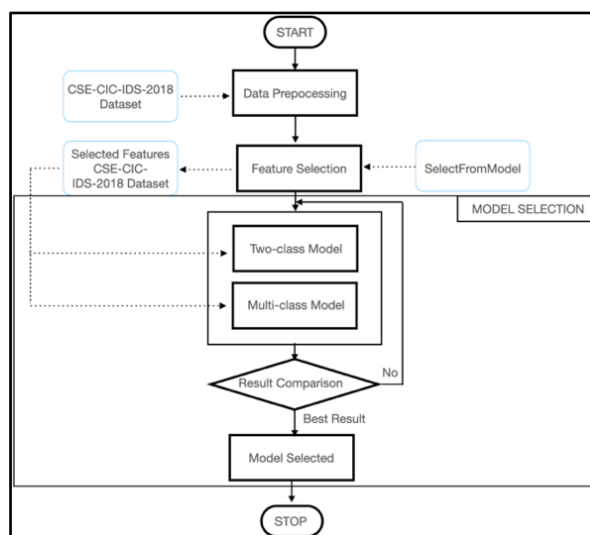 START
CSE-CIC-IDS-2018
Dataset
Data Prepocessing
Selected Features
CSE-CIC-
IDS-2018 Dataset
Feature Selection
SelectFromModel
MODEL SELECTION
Two-class Model
Multi-class Model
Result Comparison
No
Best Result
Model Selected
STOP